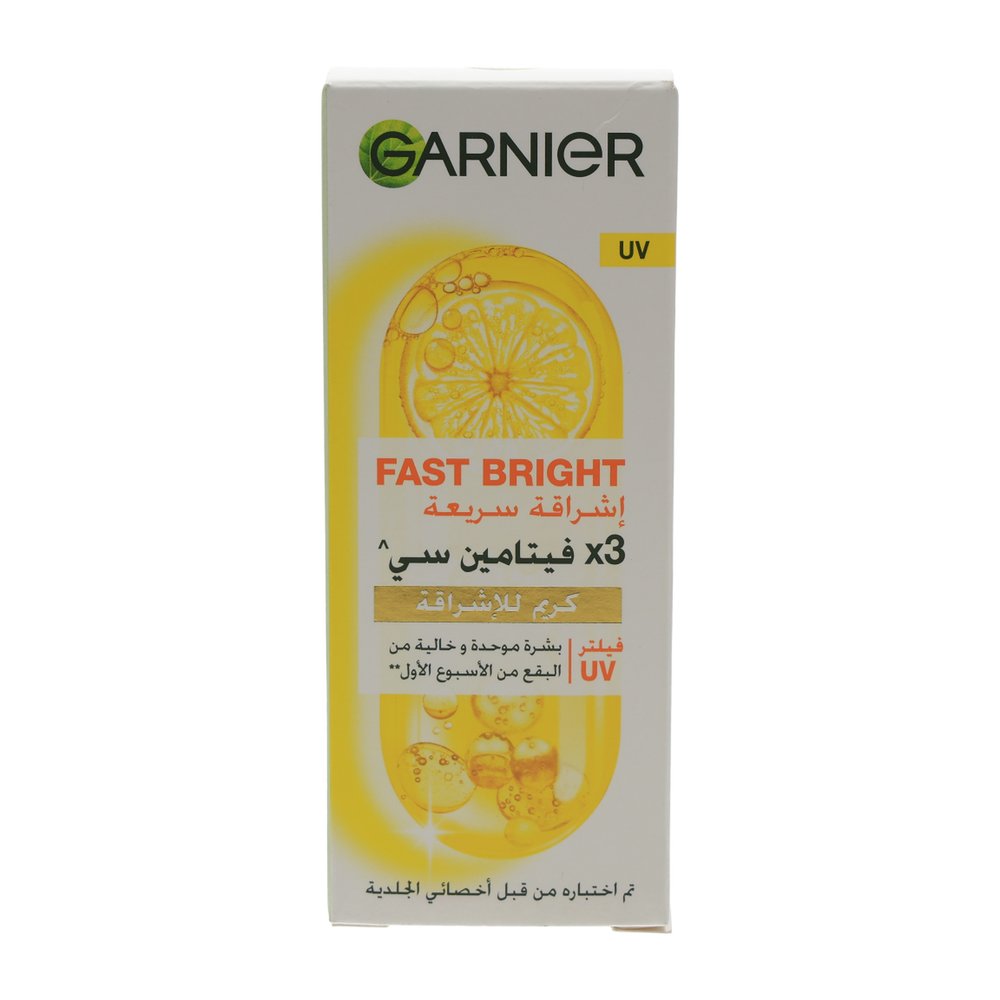 GARNIER
UV
FAST BRIGHT
إشراقة سريعة
x3 فيتامين سي^
كريم للإشراقة
فيلتر
UV
بشرة موحدة و خالية من
البقع من الأسبوع الأول**
تم اختباره من قبل أخصائي الجلدية